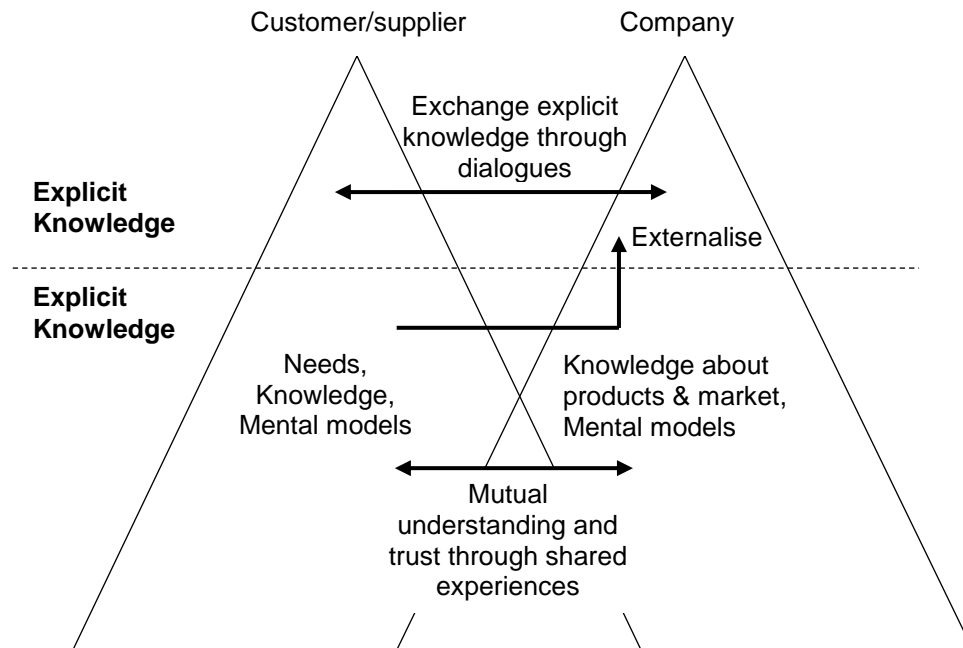 Customer/supplier
Company
Exchange explicit
knowledge through
dialogues
Explicit
Knowledge
Externalise
Explicit
Knowledge
Needs,
Knowledge,
Mental models
Knowledge about
products & market,
Mental models
Mutual
understanding and
trust through shared
experiences